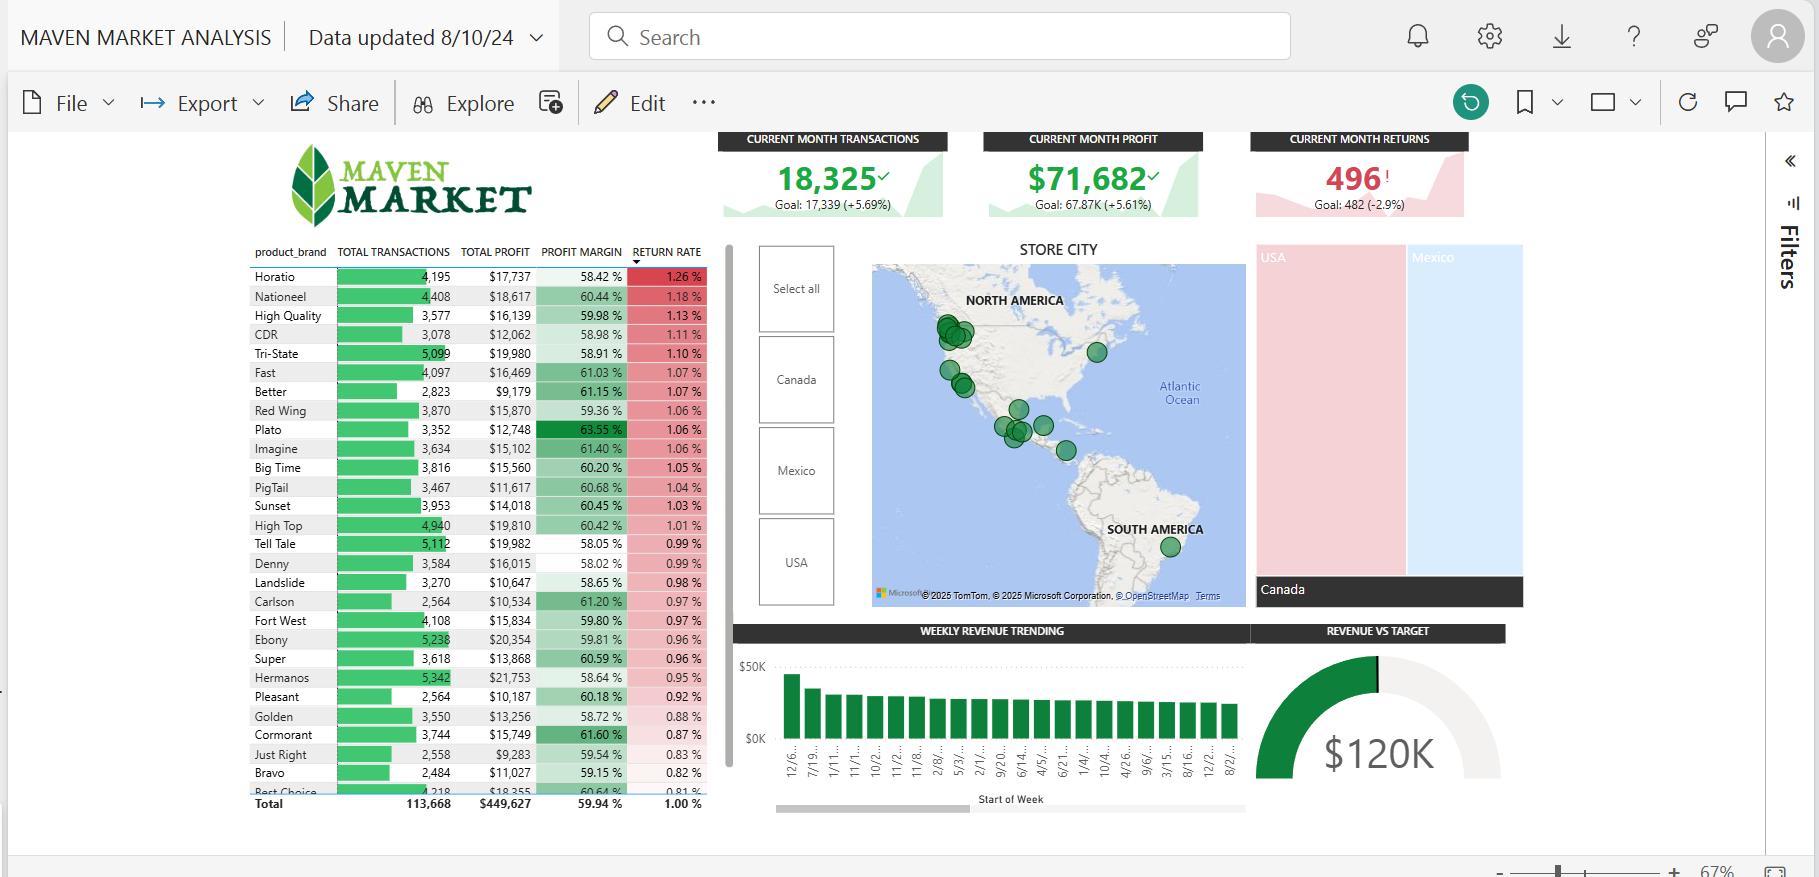 MAVEN MARKET ANALYSIS
Data updated 8/10/24
Search
File
Export
Share
Explore
Edit
CURRENT MONTH TRANSACTIONS
18,325
Goal: 17,339 (+5.69%)
CURRENT MONTH PROFIT
$71,682
Goal: 67.87K (+5.61%)
CURRENT MONTH RETURNS
496!
Goal: 482 (-2.9%)
Filters
MAVEN
MARKET
product_brand TOTAL TRANSACTIONS TOTAL PROFIT PROFIT MARGIN RETURN RATE
Horatio 4,195 $17,737 58.42 % 1.26 %
Nationeel 4,408 $18,617 60.44 % 1.18 %
High Quality 3,577 $16,139 59.98 % 1.13 %
CDR 3,078 $12,062 58.98 % 1.11 %
Tri-State 5,099 $19,980 58.91 % 1.10 %
Fast 4,097 $16,469 61.03 % 1.07 %
Better 2,823 $9,179 61.15 % 1.07 %
Red Wing 3,870 $15,870 59.36 % 1.06 %
Plato 3,352 $12,748 63.55 % 1.06 %
Imagine 3,634 $15,102 61.40 % 1.06 %
Big Time 3,816 $15,560 60.20 % 1.05 %
PigTail 3,467 $11,617 60.68 % 1.04 %
Sunset 3,953 $14,018 60.45 % 1.03 %
High Top 4,940 $19,810 60.42 % 1.01 %
Tell Tale 5,112 $19,982 58.05 % 0.99 %
Denny 3,584 $16,015 58.02 % 0.99 %
Landslide 3,270 $10,647 58.65 % 0.98 %
Carlson 2,564 $10,534 61.20 % 0.97 %
Fort West 4,108 $15,834 59.80 % 0.97 %
Ebony 5,238 $20,354 59.81 % 0.96 %
Super 3,618 $13,868 60.59 % 0.96 %
Hermanos 5,342 $21,753 58.64 % 0.95 %
Pleasant 2,564 $10,187 60.18 % 0.92 %
Golden 3,550 $13,256 58.72 % 0.88 %
Cormorant 3,744 $15,749 61.60 % 0.87 %
Just Right 2,558 $9,283 59.54 % 0.83 %
Bravo 2,484 $11,027 59.15 % 0.82 %
Best Choice 4,218 $18,355 60.64 % 0.81 %
Total 113,668 $449,627 59.94 % 1.00 %
Select all
Canada
Mexico
USA
STORE CITY
NORTH AMERICA
Atlantic
Ocean
SOUTH AMERICA
Microsoft
© 2025 TomTom, © 2025 Microsoft Corporation, © OpenStreetMap Terms
USA
Mexico
Canada
WEEKLY REVENUE TRENDING
$50K
$0K
12/6...
7/19...
1/11...
11/1...
10/2...
11/2...
11/8...
2/8/...
5/3/...
2/1/...
9/20...
6/14...
4/5/...
6/21...
1/4/...
10/4...
4/26...
9/6/...
3/15...
8/16...
12/2...
8/2/...
Start of Week
REVENUE VS TARGET
$120K
67%